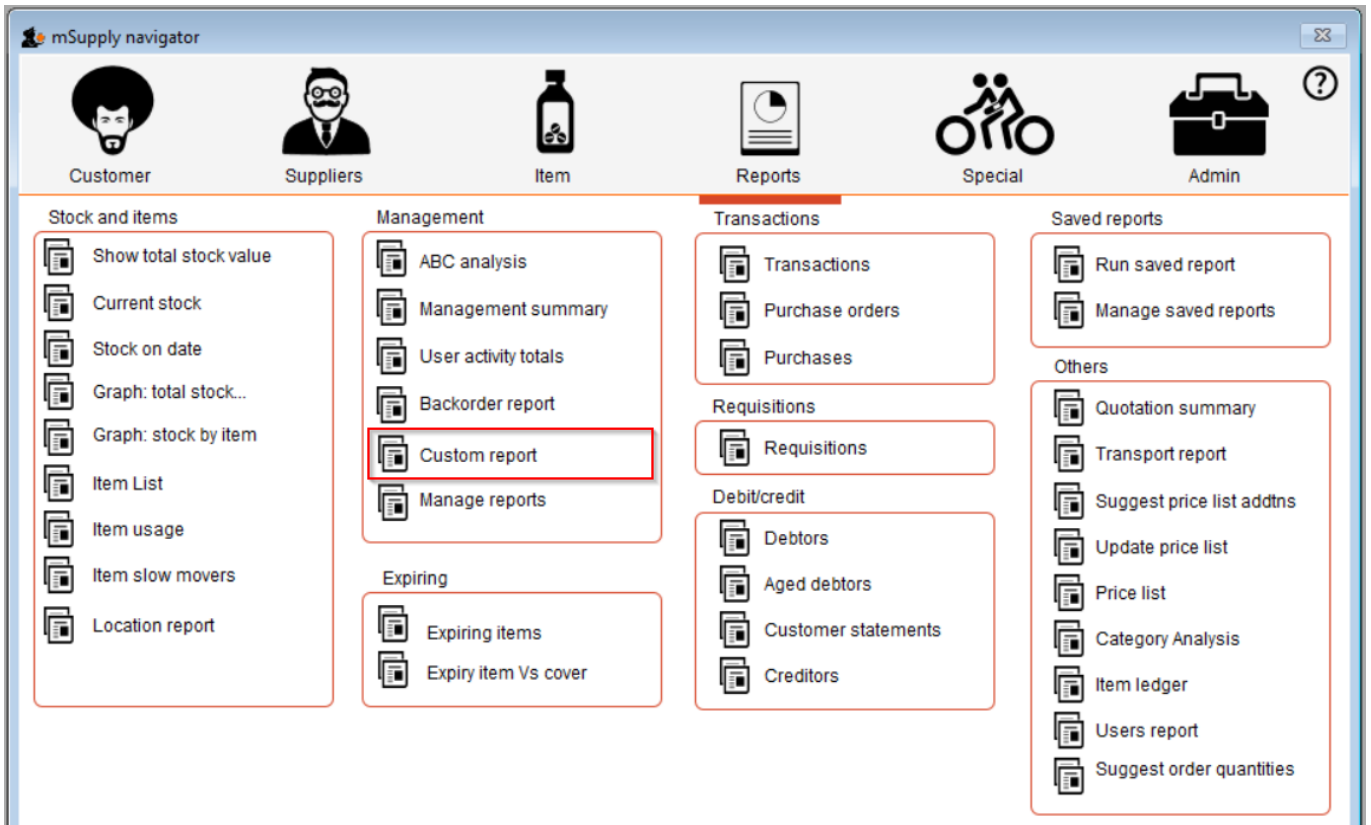 mSupply navigator
?
Customer
Suppliers
Item
Reports
Special
Admin
Stock and items
Show total stock value
Current stock
Stock on date
Graph: total stock...
Graph: stock by item
Item List
Item usage
Item slow movers
Location report
Management
ABC analysis
Management summary
User activity totals
Backorder report
Custom report
Manage reports
Expiring
Expiring items
Expiry item Vs cover
Transactions
Transactions
Purchase orders
Purchases
Requisitions
Requisitions
Debit/credit
Debtors
Aged debtors
Customer statements
Creditors
Saved reports
Run saved report
Manage saved reports
Others
Quotation summary
Transport report
Suggest price list addtns
Update price list
Price list
Category Analysis
Item ledger
Users report
Suggest order quantities